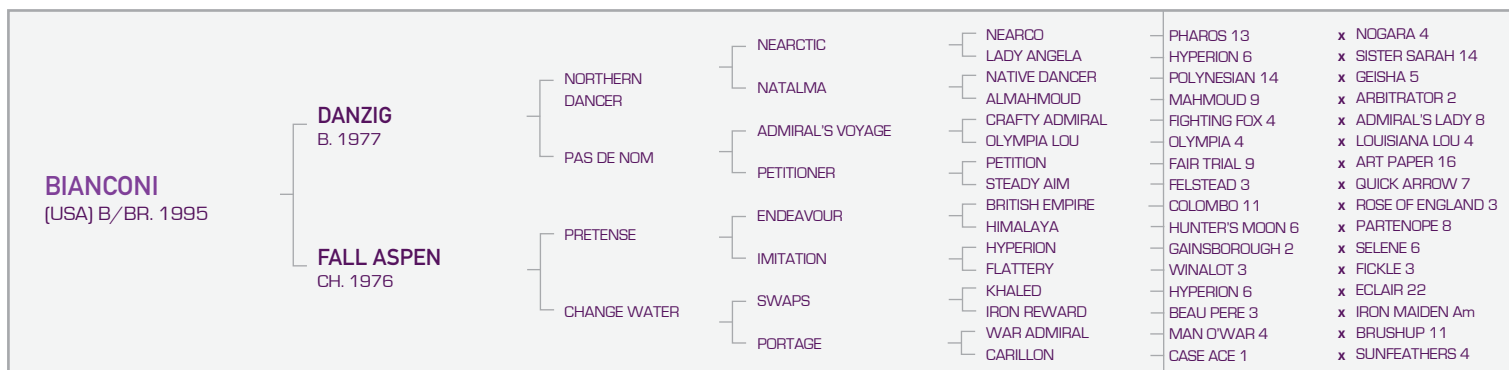 BIANCONI
(USA) B/BR. 1995
DANZIG
B. 1977
FALL ASPEN
CH. 1976
NORTHERN
DANCER
PAS DE NOM
PRETENSE
CHANGE WATER
NEARCTIC
NATALMA
ADMIRAL'S VOYAGE
PETITIONER
ENDEAVOUR
IMITATION
SWAPS
PORTAGE
NEARCO
LADY ANGELA
NATIVE DANCER
ALMAHMOUD
CRAFTY ADMIRAL
OLYMPIA LOU
PETITION
STEADY AIM
BRITISH EMPIRE
HIMALAYA
HYPERION
FLATTERY
KHALED
IRON REWARD
WAR ADMIRAL
CARILLON
PHAROS 13 x NOGARA 4
HYPERION 6 x SISTER SARAH 14
POLYNESIAN 14 x GEISHA 5
MAHMOUD 9 x ARBITRATOR 2
FIGHTING FOX 4 x ADMIRAL'S LADY 8
OLYMPIA 4 x LOUISIANA LOU 4
FAIR TRIAL 9 x ART PAPER 16
FELSTEAD 3 x QUICK ARROW 7
COLOMBO 11 x ROSE OF ENGLAND 3
HUNTER'S MOON 6 x PARTENOPE 8
GAINSBOROUGH 2 x SELENE 6
WINALOT 3 x FICKLE 3
HYPERION 6 x ECLAIR 22
BEAU PERE 3 x IRON MAIDEN Am
MAN O'WAR 4 x BRUSHUP 11
CASE ACE 1 x SUNFEATHERS 4